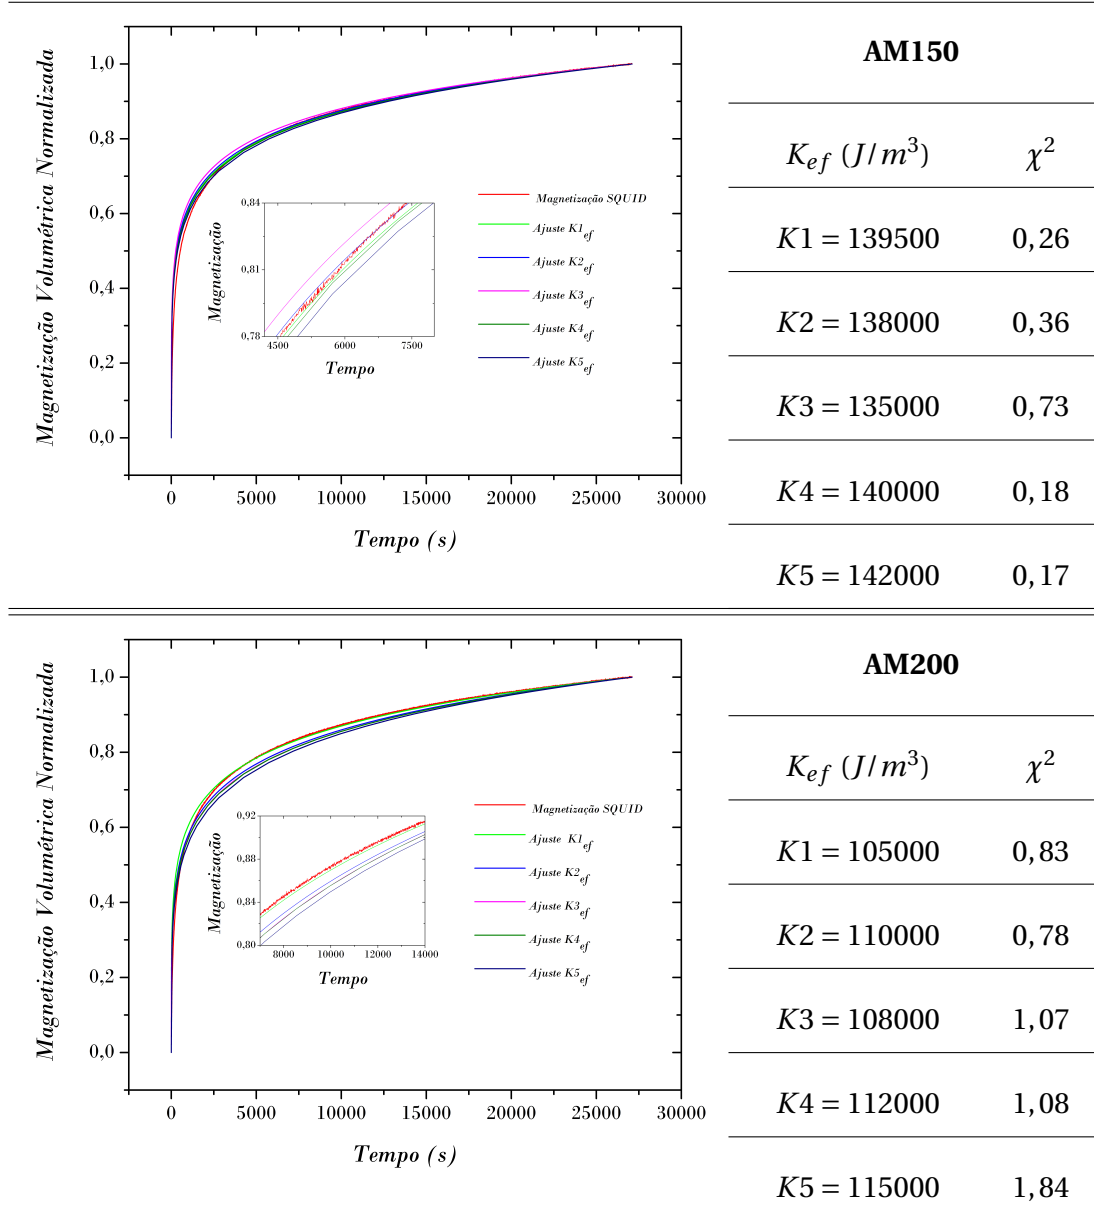 AM150
K_ef (J/m³) χ²
K1 = 139500 0,26
K2 = 138000 0,36
K3 = 135000 0,73
K4 = 140000 0,18
K5 = 142000 0,17
Magnetização Volumétrica Normalizada
1,0
0,8
0,6
0,4
0,2
0,0
0 5000 10000 15000 20000 25000 30000
Tempo (s)
Magnetização SQUID
Ajuste K1_ef
Ajuste K2_ef
Ajuste K3_ef
Ajuste K4_ef
Ajuste K5_ef
Magnetização
0,84
0,81
0,78
4500 6000 7500
Tempo
AM200
K_ef (J/m³) χ²
K1 = 105000 0,83
K2 = 110000 0,78
K3 = 108000 1,07
K4 = 112000 1,08
K5 = 115000 1,84
Magnetização Volumétrica Normalizada
1,0
0,8
0,6
0,4
0,2
0,0
0 5000 10000 15000 20000 25000 30000
Tempo (s)
Magnetização SQUID
Ajuste K1_ef
Ajuste K2_ef
Ajuste K3_ef
Ajuste K4_ef
Ajuste K5_ef
Magnetização
0,92
0,88
0,84
0,80
8000 10000 12000 14000
Tempo